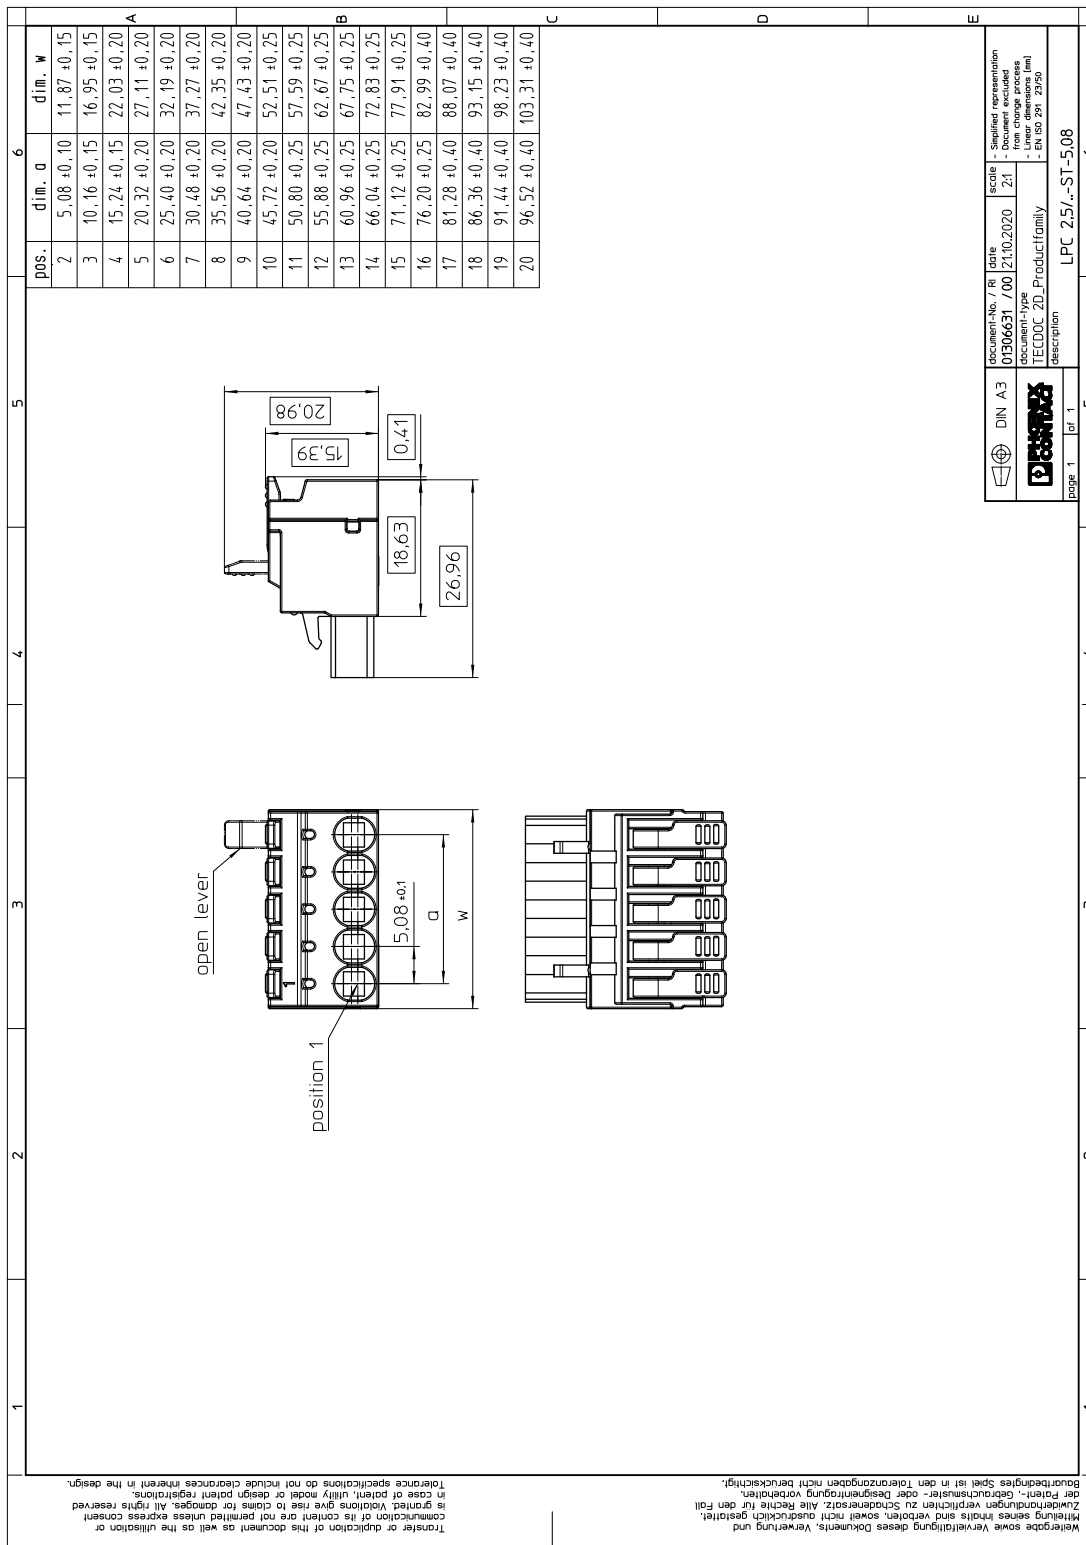 6
5
4
3
2
1
A
B
C
D
E
pos. dim. a dim. w
2 5,08 ±0,10 11,87 ±0,15
3 10,16 ±0,15 16,95 ±0,15
4 15,24 ±0,15 22,03 ±0,20
5 20,32 ±0,20 27,11 ±0,20
6 25,40 ±0,20 32,19 ±0,20
7 30,48 ±0,20 37,27 ±0,20
8 35,56 ±0,20 42,35 ±0,20
9 40,64 ±0,20 47,43 ±0,20
10 45,72 ±0,20 52,51 ±0,25
11 50,80 ±0,25 57,59 ±0,25
12 55,88 ±0,25 62,67 ±0,25
13 60,96 ±0,25 67,75 ±0,25
14 66,04 ±0,25 72,83 ±0,25
15 71,12 ±0,25 77,91 ±0,25
16 76,20 ±0,25 82,99 ±0,40
17 81,28 ±0,40 88,07 ±0,40
18 86,36 ±0,40 93,15 ±0,40
19 91,44 ±0,40 98,23 ±0,40
20 96,52 ±0,40 103,31 ±0,40
20,98
15,39
0,41
18,63
26,96
open lever
1
position 1
5,08 ±0,1
a
w
DIN A3
document-No. / RI
01306631 / 00
date
21.10.2020
scale
2:1
- Simplified representation
- Document excluded
from change process
- Linear dimensions [mm]
- EN ISO 291 23/50
PHOENIX
CONTACT
document-type
TECDOC 2D_Productfamily
page 1 of 1
description
LPC 2,5/..-ST-5,08
Transfer or duplication of this document as well as the utilisation or
communication of its content are not permitted unless express consent
is granted. Violations give rise to claims for damages. All rights reserved
in case of patent, utility model or design patent registrations.
Tolerance specifications do not include clearances inherent in the design.
Weitergabe sowie Vervielfältigung dieses Dokuments, Verwertung und
Mitteilung seines Inhalts sind verboten, soweit nicht ausdrücklich gestattet.
Zuwiderhandlungen verpflichten zu Schadenersatz. Alle Rechte für den Fall
der Patent-, Gebrauchsmuster- oder Designeintragung vorbehalten.
Bauartbedingtes Spiel ist in den Toleranzangaben nicht berücksichtigt.